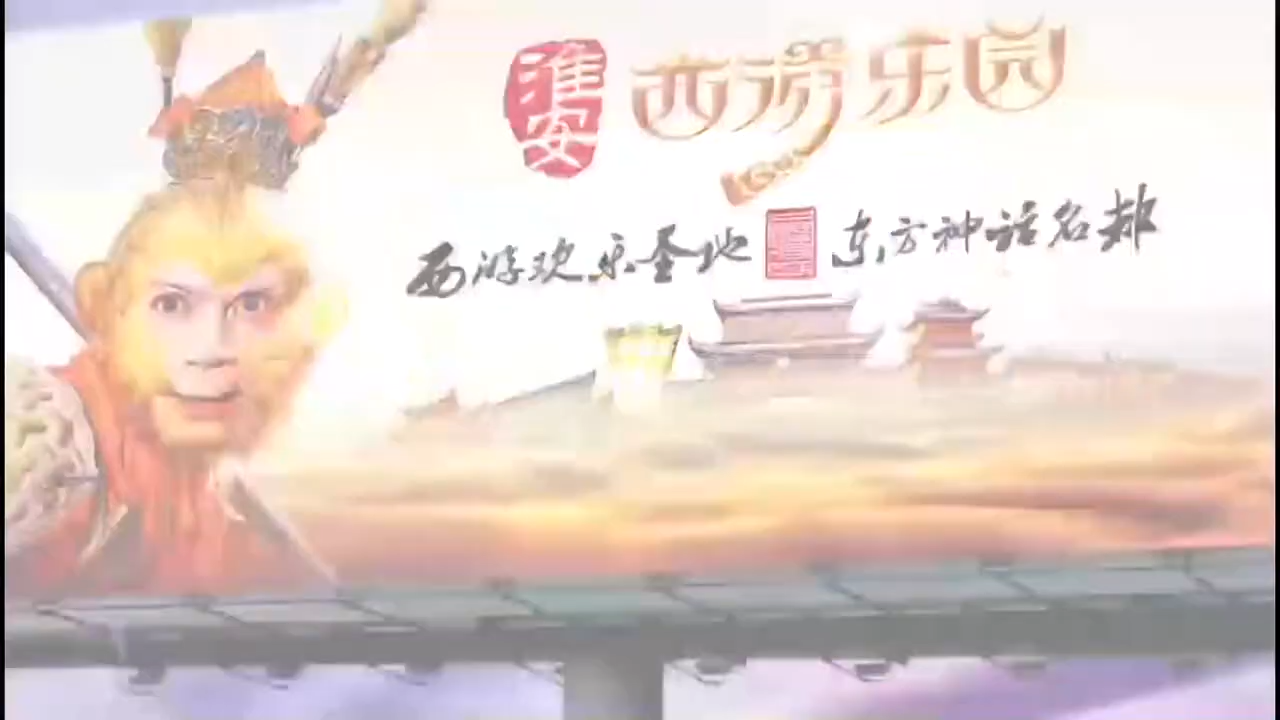 淮安 西游乐园
西游欢乐圣地 东方神话名都